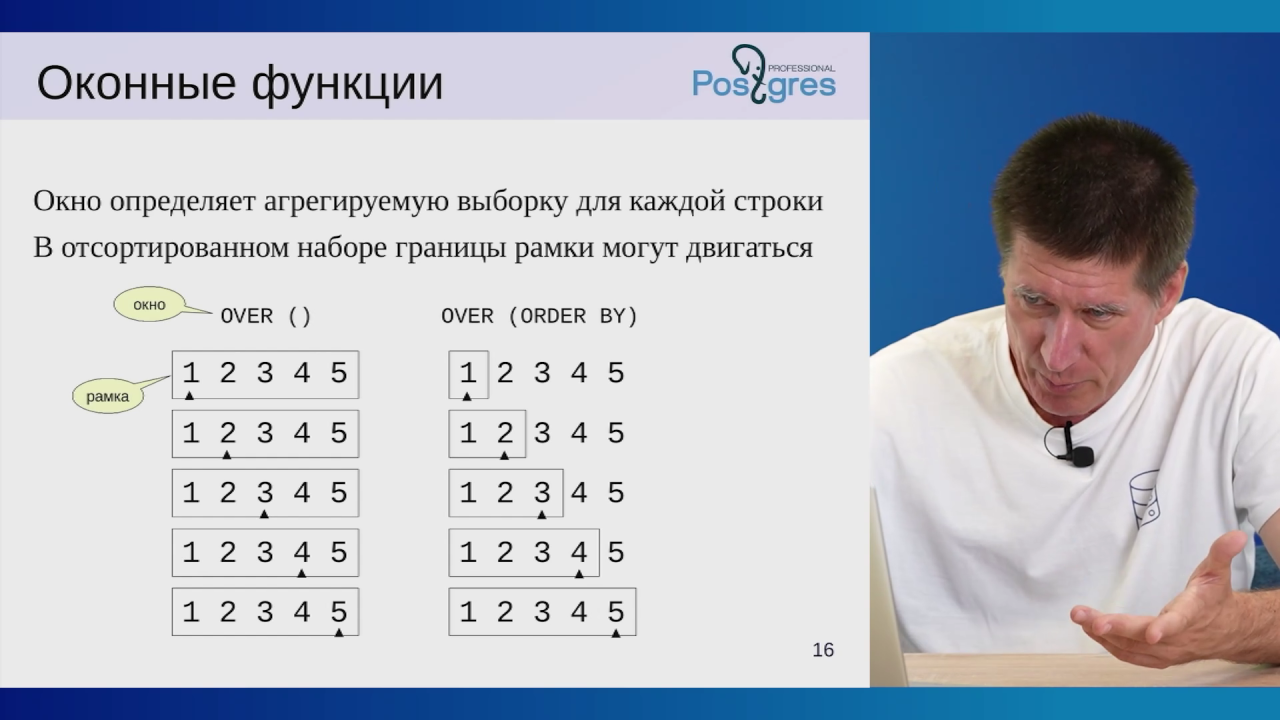 Оконные функции
PROFESSIONAL
Postgres
Окно определяет агрегируемую выборку для каждой строки
В отсортированном наборе границы рамки могут двигаться
окно
OVER ()
OVER (ORDER BY)
рамка
1 2 3 4 5
1 2 3 4 5
1 2 3 4 5
1 2 3 4 5
1 2 3 4 5
1 2 3 4 5
1 2 3 4 5
1 2 3 4 5
1 2 3 4 5
1 2 3 4 5
16